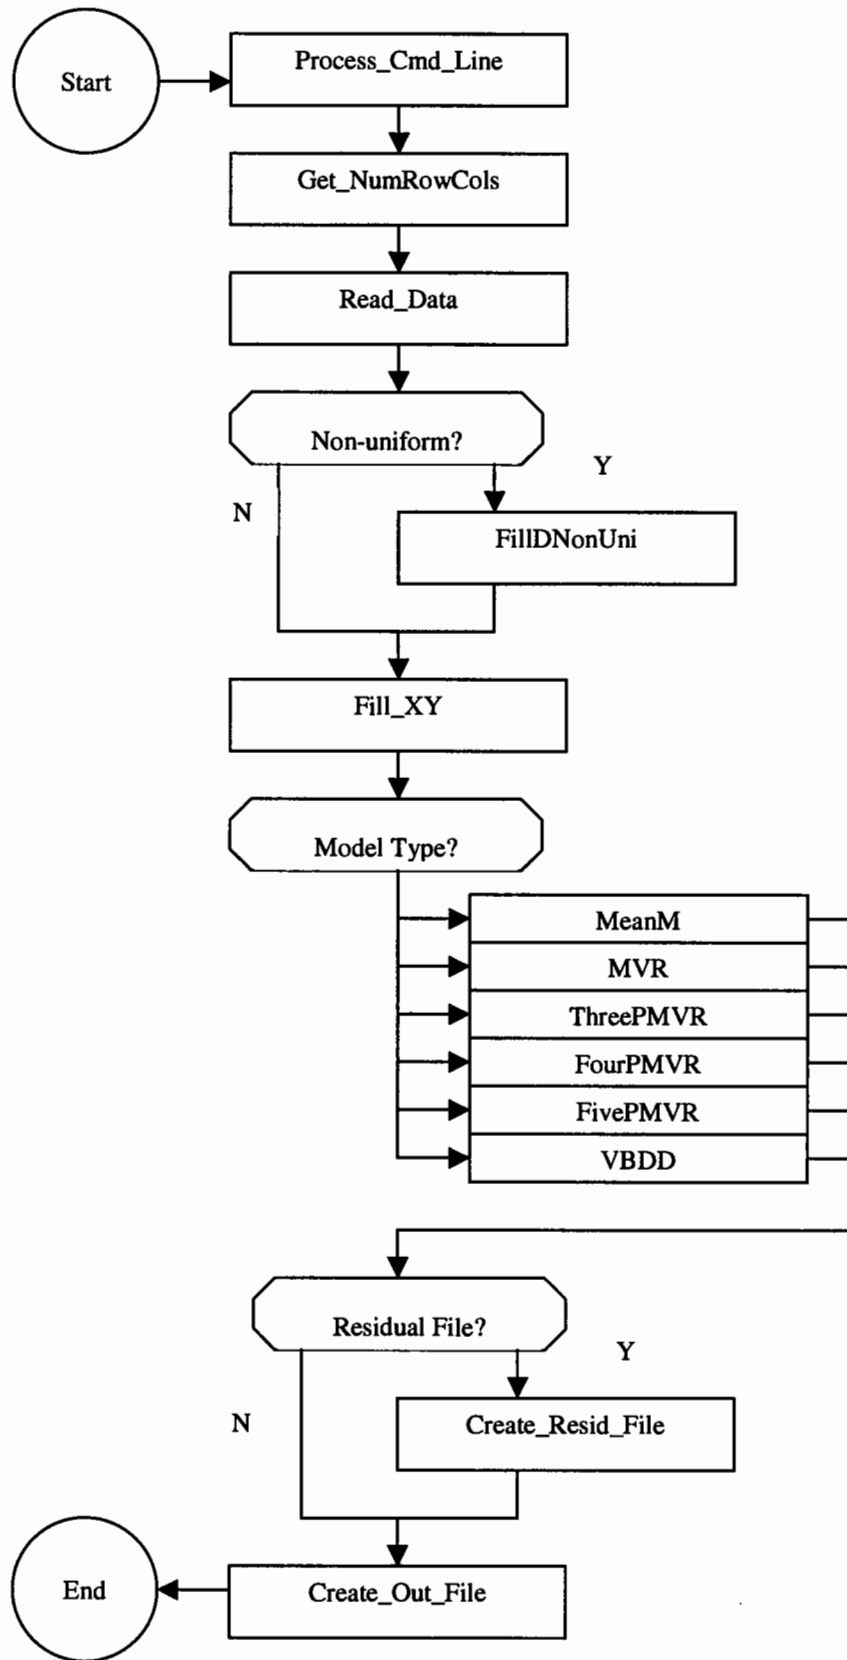 Start
Process_Cmd_Line
Get_NumRowCols
Read_Data
Non-uniform?
Y
N
FillDNonUni
Fill_XY
Model Type?
MeanM
MVR
ThreePMVR
FourPMVR
FivePMVR
VBDD
Residual File?
Y
N
Create_Resid_File
End
Create_Out_File